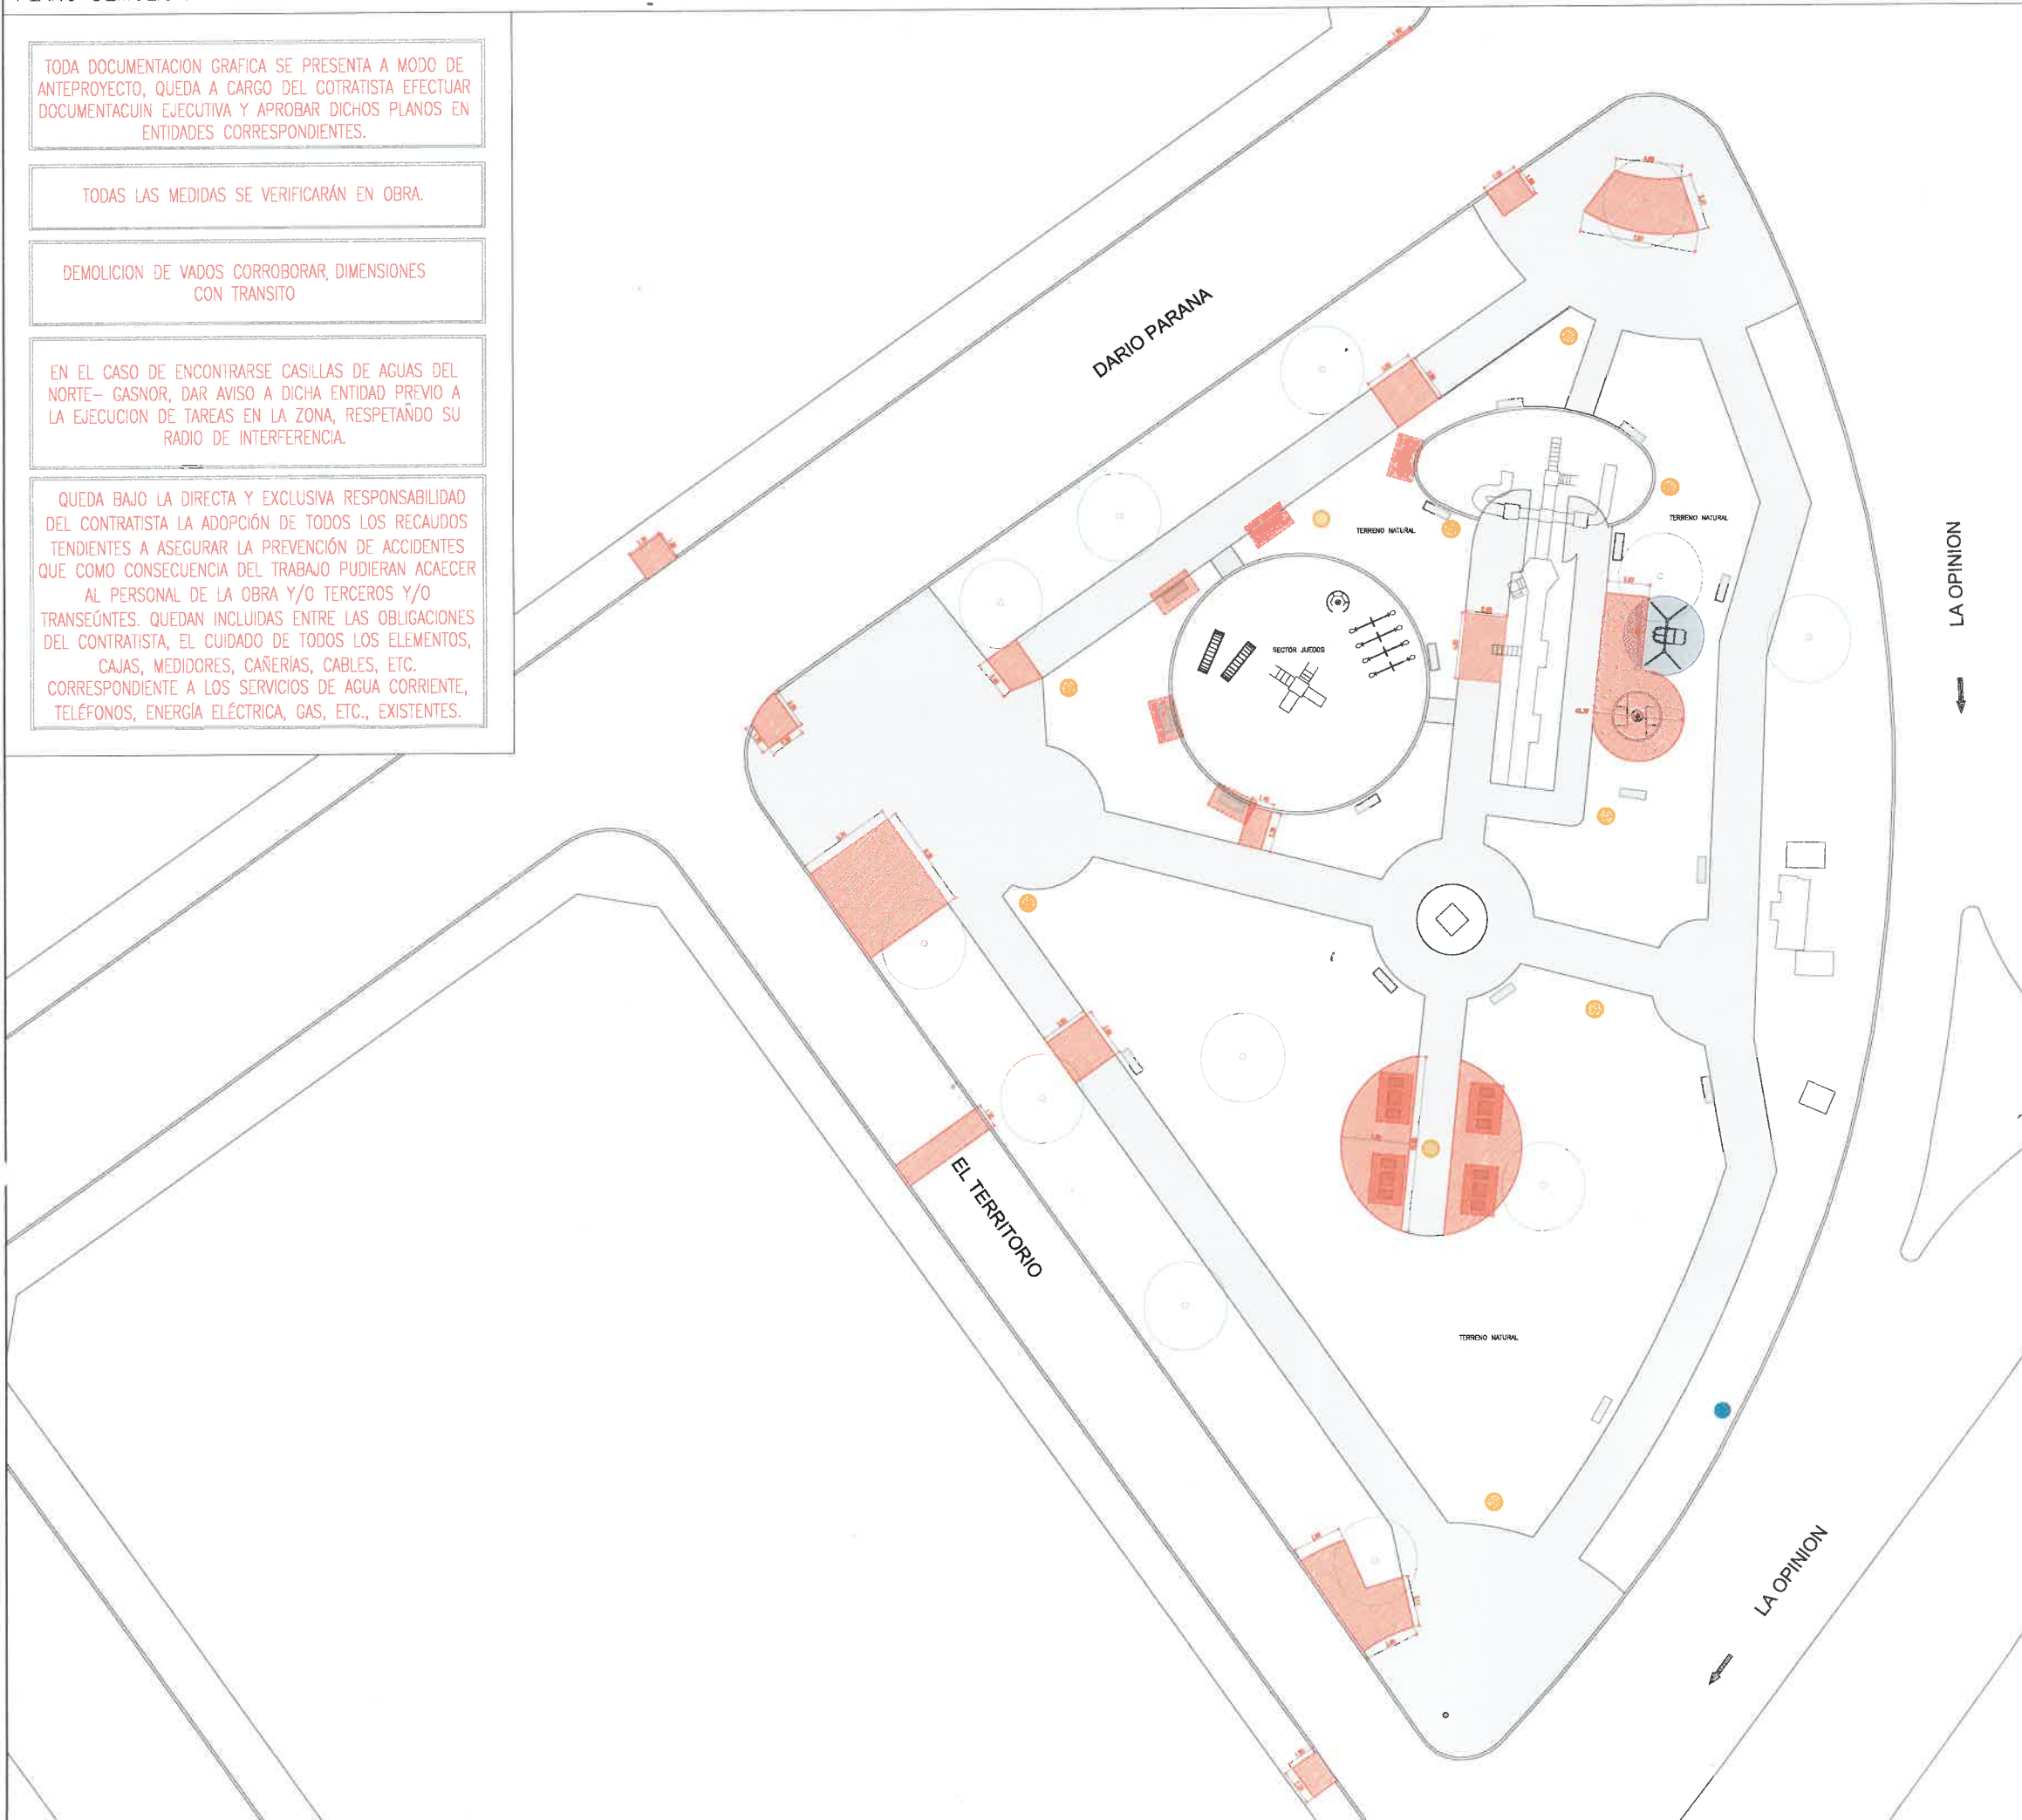 TODA DOCUMENTACION GRAFICA SE PRESENTA A MODO DE
ANTEPROYECTO, QUEDA A CARGO DEL COTRATISTA EFECTUAR
DOCUMENTACUIN EJECUTIVA Y APROBAR DICHOS PLANOS EN
ENTIDADES CORRESPONDIENTES.
TODAS LAS MEDIDAS SE VERIFICARÁN EN OBRA.
DEMOLICION DE VADOS CORROBORAR, DIMENSIONES
CON TRANSITO
EN EL CASO DE ENCONTRARSE CASILLAS DE AGUAS DEL
NORTE- GASNOR, DAR AVISO A DICHA ENTIDAD PREVIO A
LA EJECUCION DE TAREAS EN LA ZONA, RESPETAÑDO SU
RADIO DE INTERFERENCIA.
QUEDA BAJO LA DIRECTA Y EXCLUSIVA RESPONSABILIDAD
DEL CONTRATISTA LA ADOPCIÓN DE TODOS LOS RECAUDOS
TENDIENTES A ASEGURAR LA PREVENCIÓN DE ACCIDENTES
QUE COMO CONSECUENCIA DEL TRABAJO PUDIERAN ACAECER
AL PERSONAL DE LA OBRA Y/O TERCEROS Y/O
TRANSEÚNTES. QUEDAN INCLUIDAS ENTRE LAS OBLIGACIONES
DEL CONTRATISTA, EL CUIDADO DE TODOS LOS ELEMENTOS,
CAJAS, MEDIDORES, CAÑERÍAS, CABLES, ETC.
CORRESPONDIENTE A LOS SERVICIOS DE AGUA CORRIENTE,
TELÉFONOS, ENERGÍA ELÉCTRICA, GAS, ETC., EXISTENTES.
DARIO PARANA
TERRENO NATURAL
TERRENO NATURAL
LA OPINION
SECTOR JUEDOS
EL TERRITORIO
TERRENO NATURAL
LA OPINION